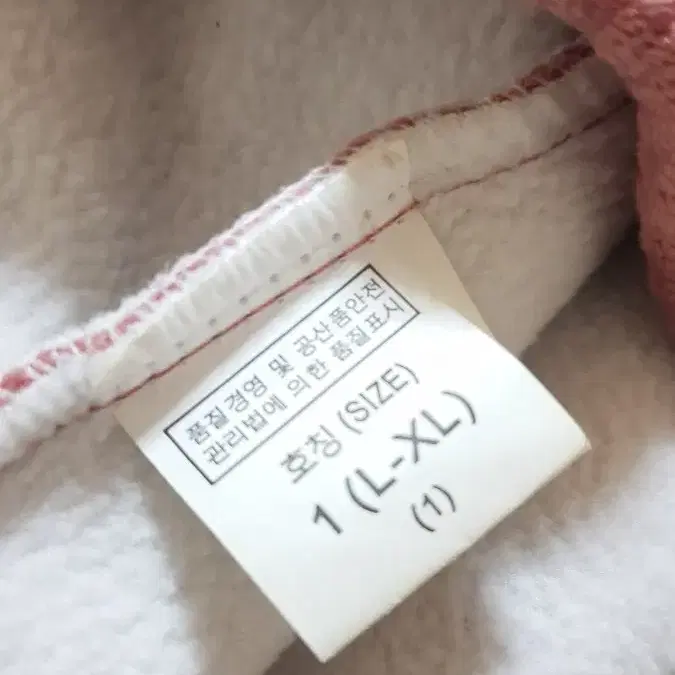 품질경영 및 공산품안전
관리법에 의한 품질표시
호칭 (SIZE)
1 (L-XL)
(1)